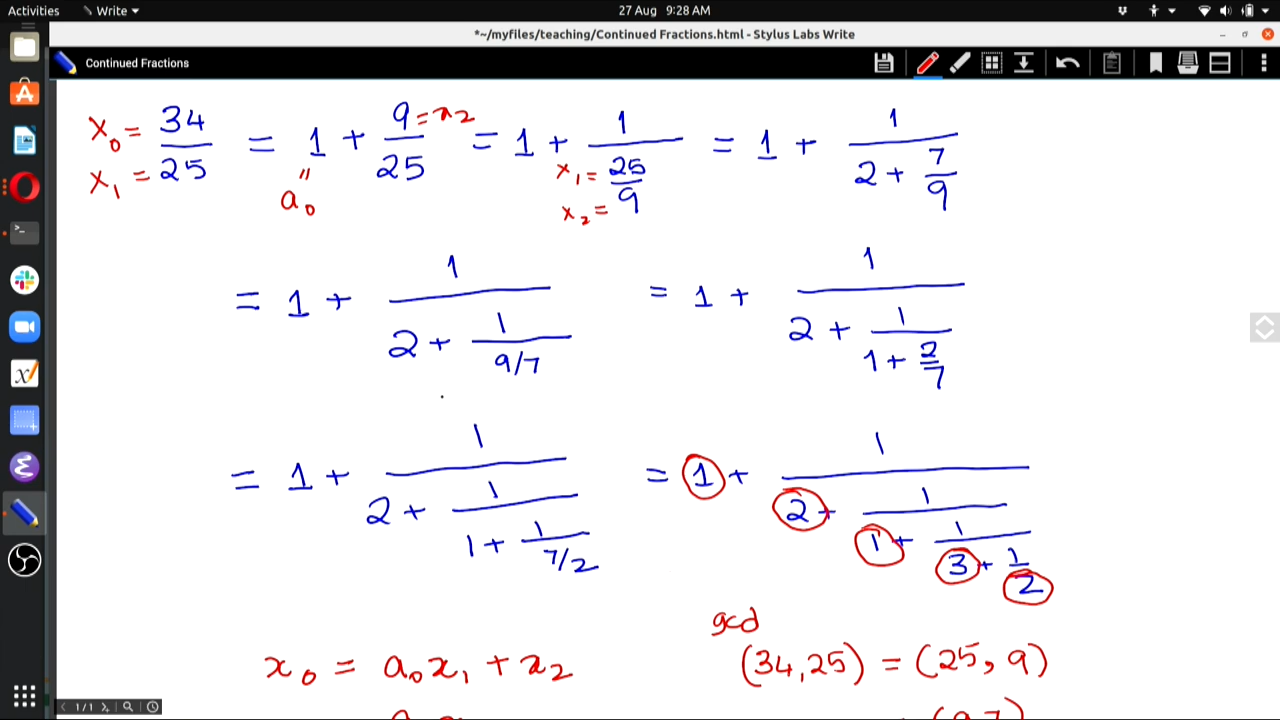 Activities Write 27 Aug 9:28 AM
*~/myfiles/teaching/Continued Fractions.html - Stylus Labs Write
Continued Fractions
x₀ = 34 / x₁ = 25 = 1 + 9/25 = 1 + 1/(25/9) = 1 + 1/(2 + 7/9)
9 = x₂
" a₀
x₁ = 25
x₂ = 9
= 1 + 1/(2 + 1/(9/7)) = 1 + 1/(2 + 1/(1 + 2/7))
= 1 + 1/(2 + 1/(1 + 1/(7/2))) = 1 + 1/(2 + 1/(1 + 1/(3 + 1/2)))
gcd
x₀ = a₀x₁ + x₂ (34,25) = (25,9)
1/1